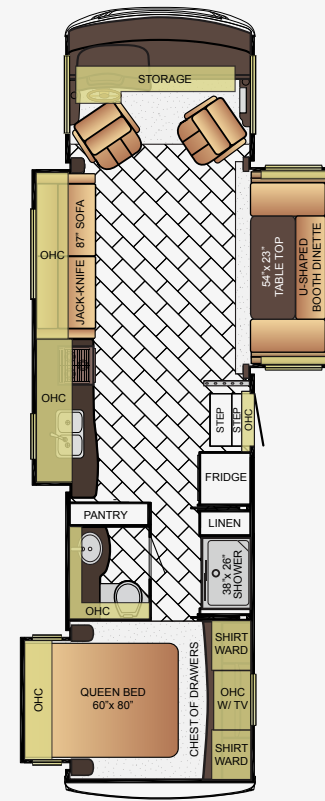 STORAGE
OHC
87" SOFA
JACK-KNIFE
54"x 23"
TABLE TOP
U-SHAPED
BOOTH DINETTE
OHC
STEP
STEP
OHC
FRIDGE
PANTRY
LINEN
38"x 26"
SHOWER
OHC
OHC
QUEEN BED
60"x 80"
CHEST OF DRAWERS
SHIRT
WARD
OHC
W/ TV
SHIRT
WARD